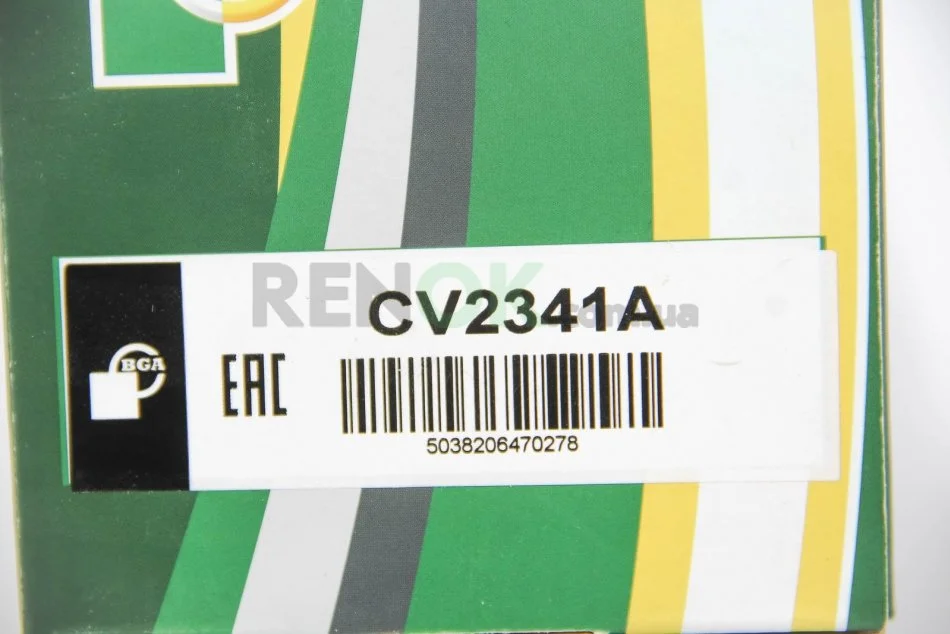 RENOK.com.ua
CV2341A
BGA
EAC
5038206470278